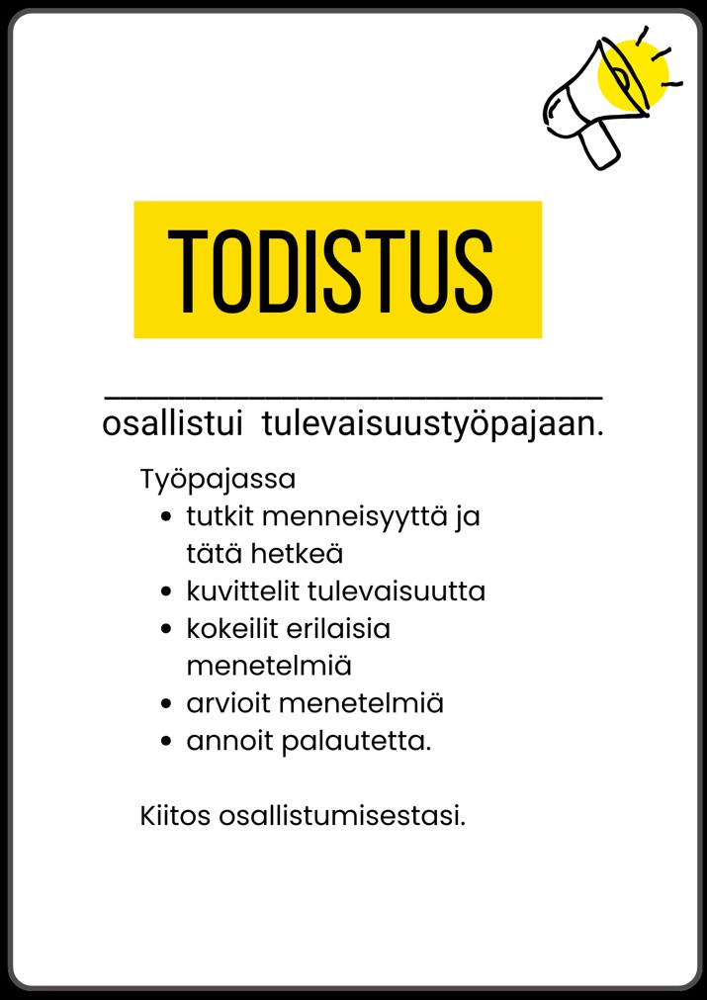 TODISTUS
_______________________________
osallistui tulevaisuustyöpajaan.
Työpajassa
• tutkit menneisyyttä ja
tätä hetkeä
• kuvittelit tulevaisuutta
• kokeilit erilaisia
menetelmiä
• arvioit menetelmiä
• annoit palautetta.
Kiitos osallistumisestasi.